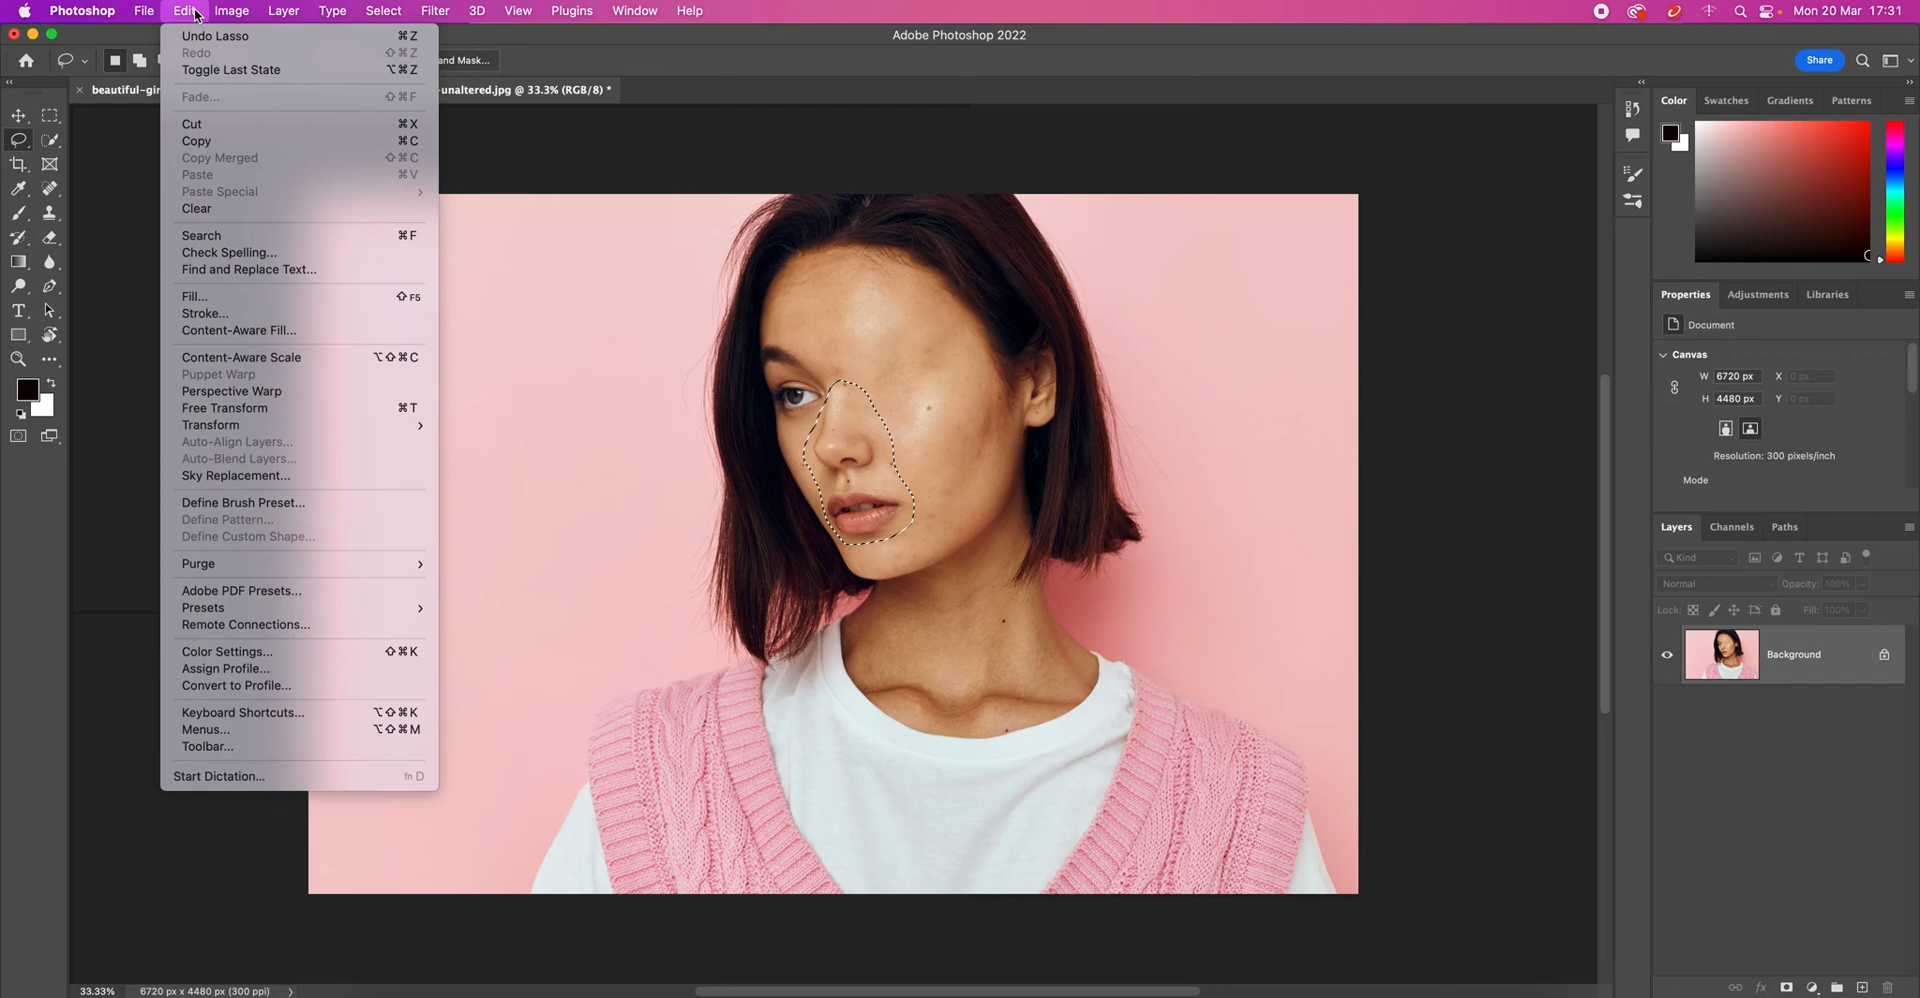 Photoshop File Edit Image Layer Type Select Filter 3D View Plugins Window Help Mon 20 Mar 17:31
Adobe Photoshop 2022
and Mask... Share
× beautiful-gir unaltered.jpg @ 33.3% (RGB/8) *
Undo Lasso ⌘Z
Redo ⇧⌘Z
Toggle Last State ⌥⌘Z
Fade... ⇧⌘F
Cut ⌘X
Copy ⌘C
Copy Merged ⇧⌘C
Paste ⌘V
Paste Special >
Clear
Search ⌘F
Check Spelling...
Find and Replace Text...
Fill... ⇧F5
Stroke...
Content-Aware Fill...
Content-Aware Scale ⌥⇧⌘C
Puppet Warp
Perspective Warp
Free Transform ⌘T
Transform >
Auto-Align Layers...
Auto-Blend Layers...
Sky Replacement...
Define Brush Preset...
Define Pattern...
Define Custom Shape...
Purge >
Adobe PDF Presets...
Presets >
Remote Connections...
Color Settings... ⇧⌘K
Assign Profile...
Convert to Profile...
Keyboard Shortcuts... ⌥⇧⌘K
Menus... ⌥⇧⌘M
Toolbar...
Start Dictation... fn D
Color Swatches Gradients Patterns
Properties Adjustments Libraries
Document
Canvas
W 6720 px X 0 px
H 4480 px Y 0 px
Resolution: 300 pixels/inch
Mode
Layers Channels Paths
Kind
Normal Opacity: 100%
Lock: Fill: 100%
Background
33.33% 6720 px x 4480 px (300 ppi) >